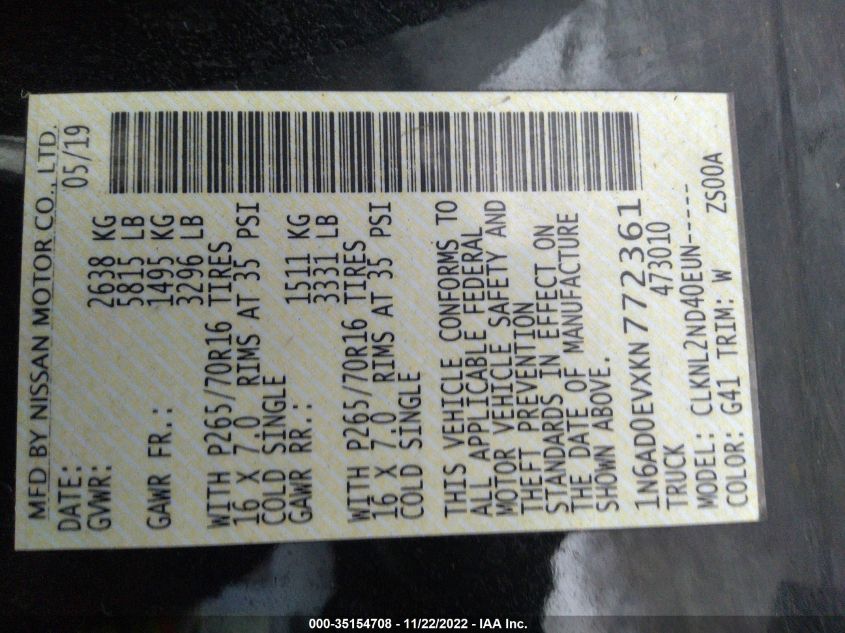 MFD BY NISSAN MOTOR CO., LTD.
DATE: 05/19
GVWR: 2638 KG
5815 LB
GAWR FR.: 1495 KG
3296 LB
WITH P265/70R16 TIRES
16 X 7.0 RIMS AT 35 PSI
COLD SINGLE
GAWR RR.: 1511 KG
3331 LB
WITH P265/70R16 TIRES
16 X 7.0 RIMS AT 35 PSI
COLD SINGLE
THIS VEHICLE CONFORMS TO
ALL APPLICABLE FEDERAL
MOTOR VEHICLE SAFETY AND
THEFT PREVENTION
STANDARDS IN EFFECT ON
THE DATE OF MANUFACTURE
SHOWN ABOVE.
1N6AD0EVXKN772361
TRUCK 473010
MODEL: CLKNL2ND40EUN-----
COLOR: G41 TRIM: W ZS00A
000-35154708 - 11/22/2022 - IAA Inc.